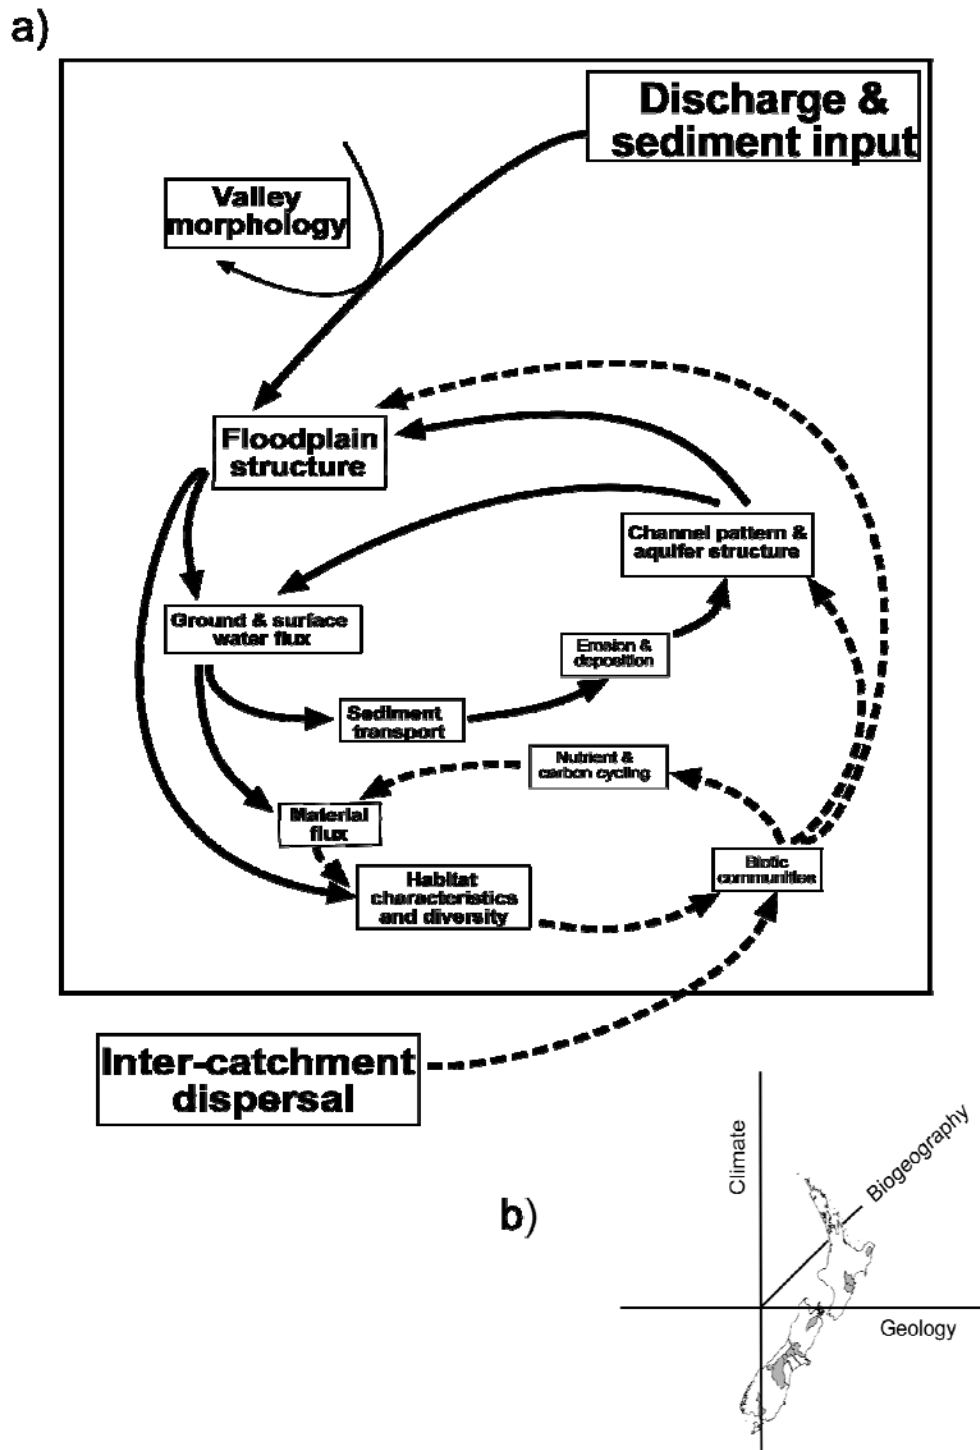 a)
Discharge &
sediment input
Valley
morphology
Floodplain
structure
Channel pattern &
aquifer structure
Ground & surface
water flux
Erosion &
deposition
Sediment
transport
Nutrient &
carbon cycling
Material
flux
Biotic
communities
Habitat
characteristics
and diversity
Inter-catchment
dispersal
b)
Climate
Biogeography
Geology